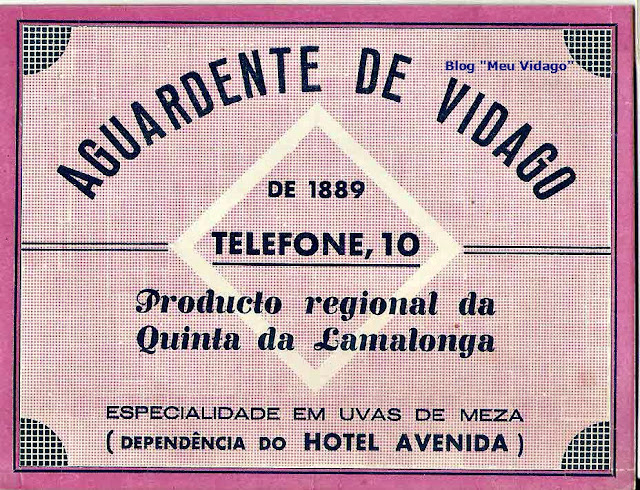 Blog "Meu Vidago"
AGUARDENTE DE VIDAGO
DE 1889
TELEFONE, 10
Producto regional da
Quinta da Lamalonga
ESPECIALIDADE EM UVAS DE MEZA
( DEPENDÊNCIA DO HOTEL AVENIDA )